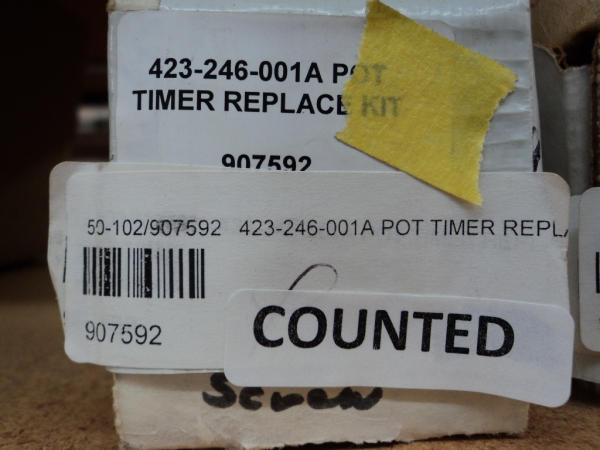 423-246-001A POT
TIMER REPLACE KIT
907592
50-102/907592 423-246-001A POT TIMER REPLA
907592
COUNTED
Screw